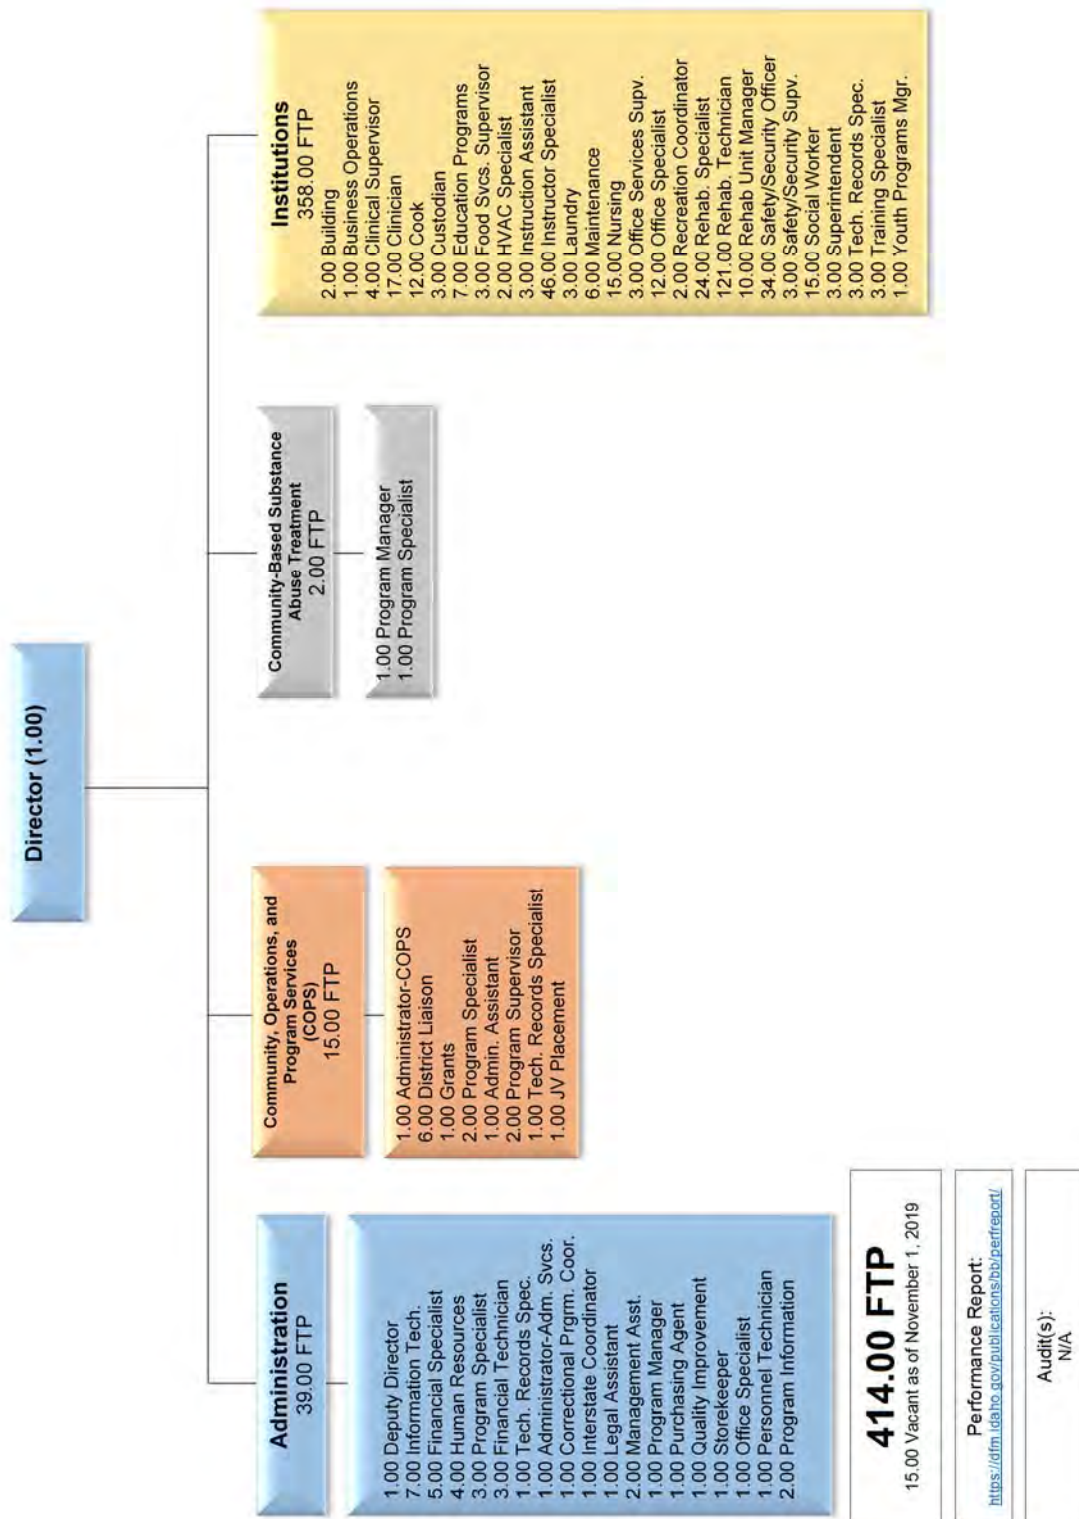 Director (1.00)
Administration
39.00 FTP
1.00 Deputy Director
7.00 Information Tech.
5.00 Financial Specialist
4.00 Human Resources
3.00 Program Specialist
3.00 Financial Technician
1.00 Tech. Records Spec.
1.00 Administrator-Adm. Svcs.
1.00 Correctional Prgrm. Coor.
1.00 Interstate Coordinator
1.00 Legal Assistant
2.00 Management Asst.
1.00 Program Manager
1.00 Purchasing Agent
1.00 Quality Improvement
1.00 Storekeeper
1.00 Office Specialist
1.00 Personnel Technician
2.00 Program Information
Community, Operations, and
Program Services
(COPS)
15.00 FTP
1.00 Administrator-COPS
6.00 District Liaison
1.00 Grants
2.00 Program Specialist
1.00 Admin. Assistant
2.00 Program Supervisor
1.00 Tech. Records Specialist
1.00 JV Placement
Community-Based Substance
Abuse Treatment
2.00 FTP
1.00 Program Manager
1.00 Program Specialist
Institutions
358.00 FTP
2.00 Building
1.00 Business Operations
4.00 Clinical Supervisor
17.00 Clinician
12.00 Cook
3.00 Custodian
7.00 Education Programs
3.00 Food Svcs. Supervisor
2.00 HVAC Specialist
3.00 Instruction Assistant
46.00 Instructor Specialist
3.00 Laundry
6.00 Maintenance
15.00 Nursing
3.00 Office Services Supv.
12.00 Office Specialist
2.00 Recreation Coordinator
24.00 Rehab. Specialist
121.00 Rehab. Technician
10.00 Rehab Unit Manager
34.00 Safety/Security Officer
3.00 Safety/Security Supv.
15.00 Social Worker
3.00 Superintendent
3.00 Tech. Records Spec.
3.00 Training Specialist
1.00 Youth Programs Mgr.
414.00 FTP
15.00 Vacant as of November 1, 2019
Performance Report:
https://dfm.idaho.gov/publications/bb/perfreport/
Audit(s):
N/A